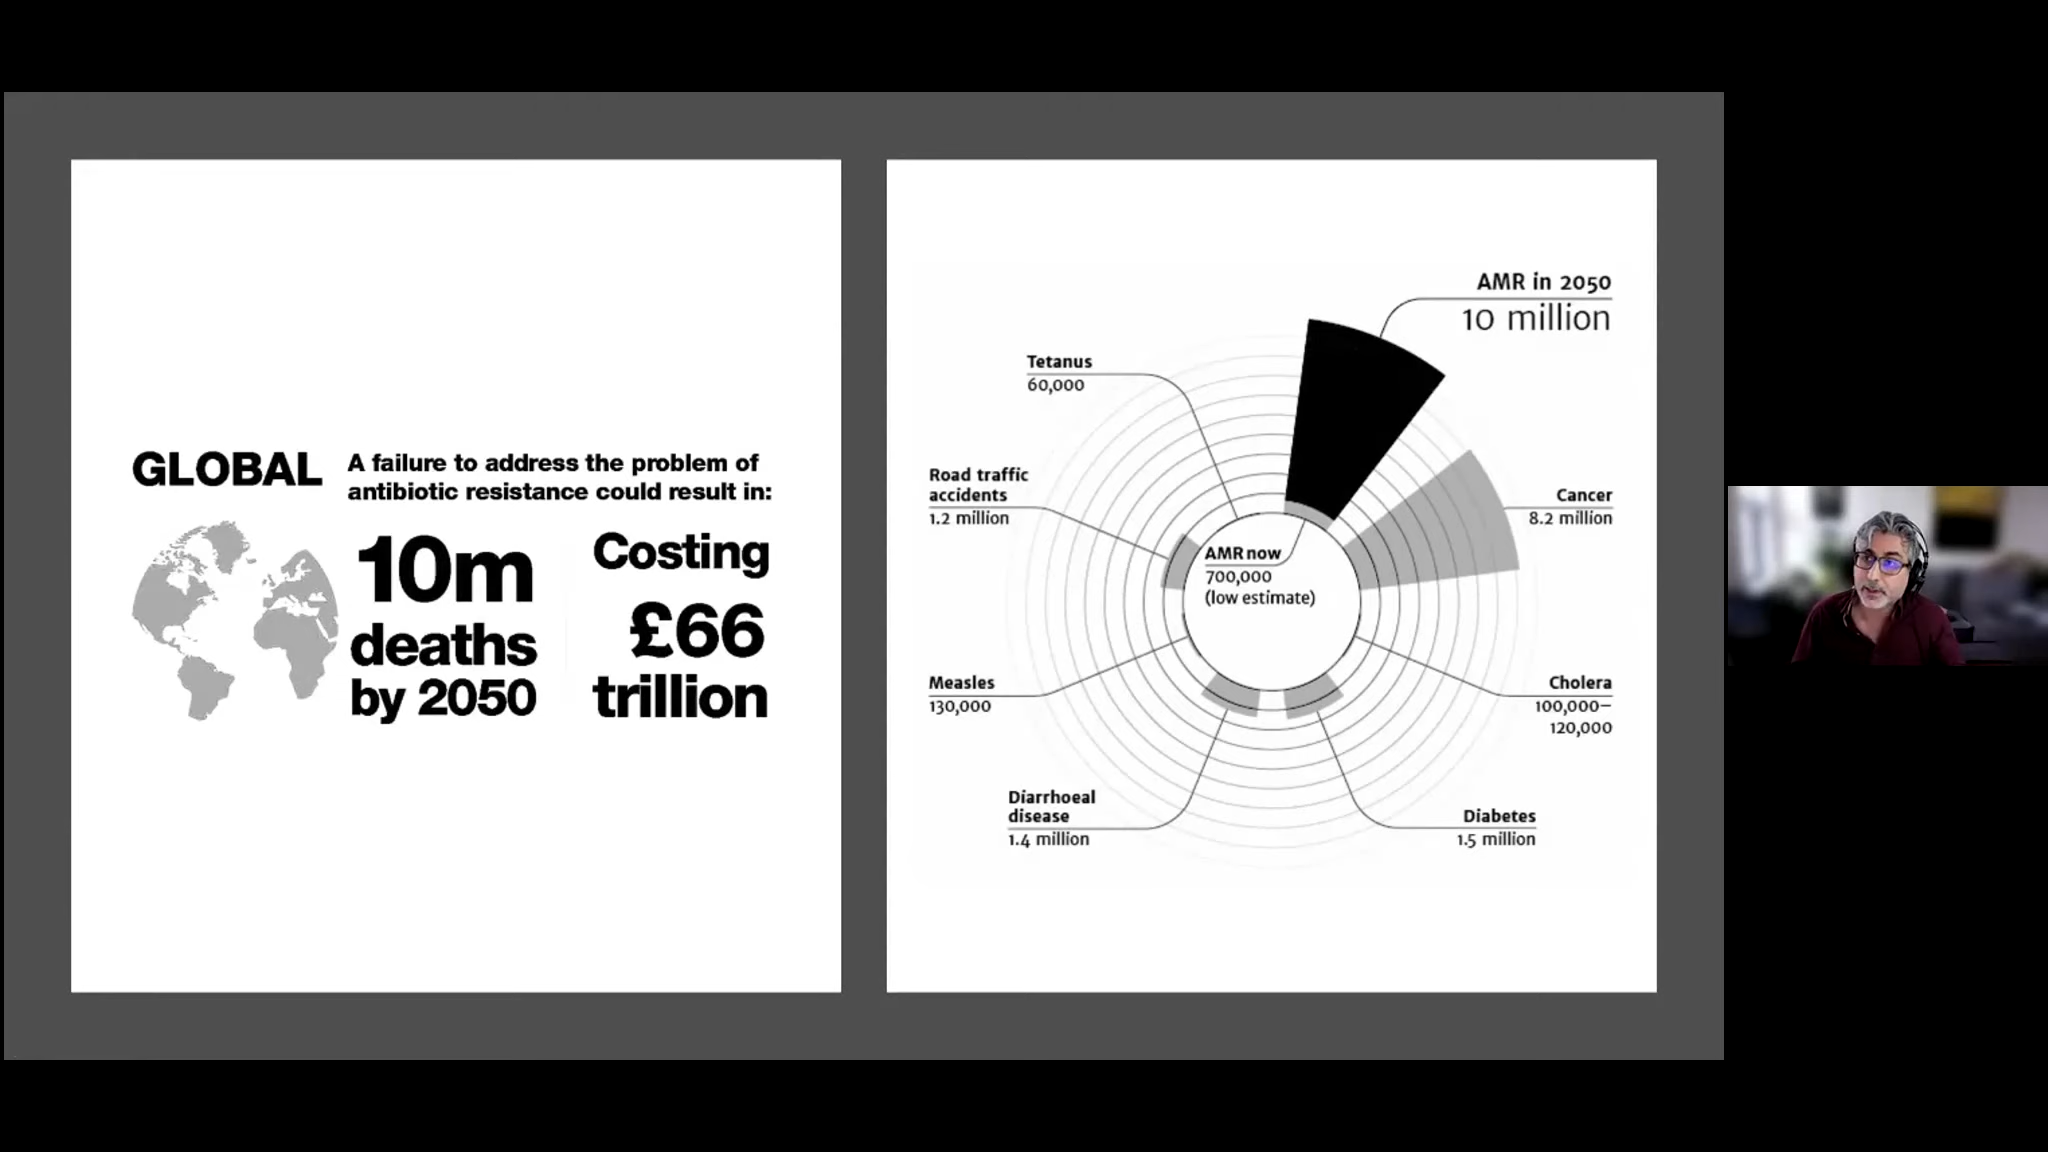 GLOBAL
A failure to address the problem of
antibiotic resistance could result in:
10m
deaths
by 2050
Costing
£66
trillion
AMR in 2050
10 million
Tetanus
60,000
Road traffic
accidents
1.2 million
Cancer
8.2 million
AMR now
700,000
(low estimate)
Measles
130,000
Cholera
100,000–
120,000
Diarrhoeal
disease
1.4 million
Diabetes
1.5 million